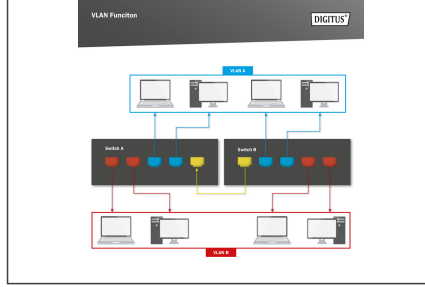 VLAN Funciton
DIGITUS®
VLAN A
Switch A
Switch B
VLAN B